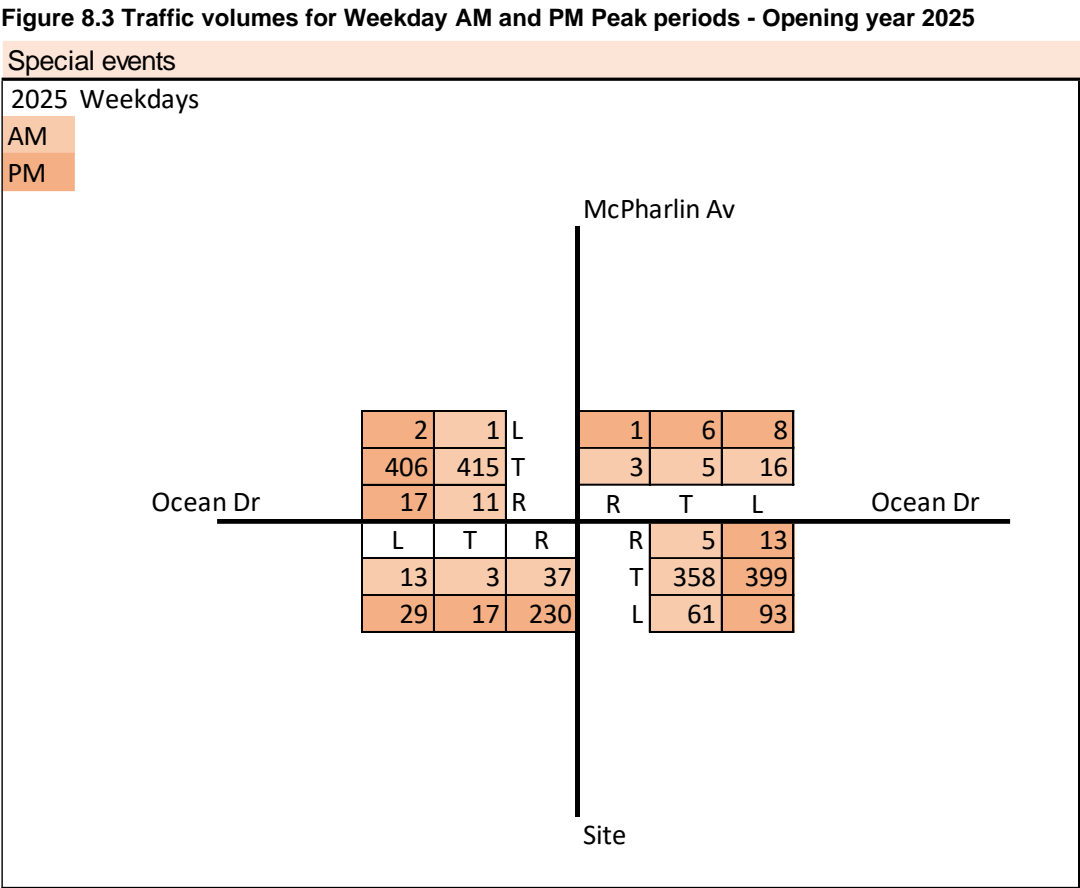 Figure 8.3 Traffic volumes for Weekday AM and PM Peak periods - Opening year 2025
Special events
2025 Weekdays
AM
PM
McPharlin Av
2 1 L 1 6 8
406 415 T 3 5 16
Ocean Dr 17 11 R R T L Ocean Dr
L T R R 5 13
13 3 37 T 358 399
29 17 230 L 61 93
Site